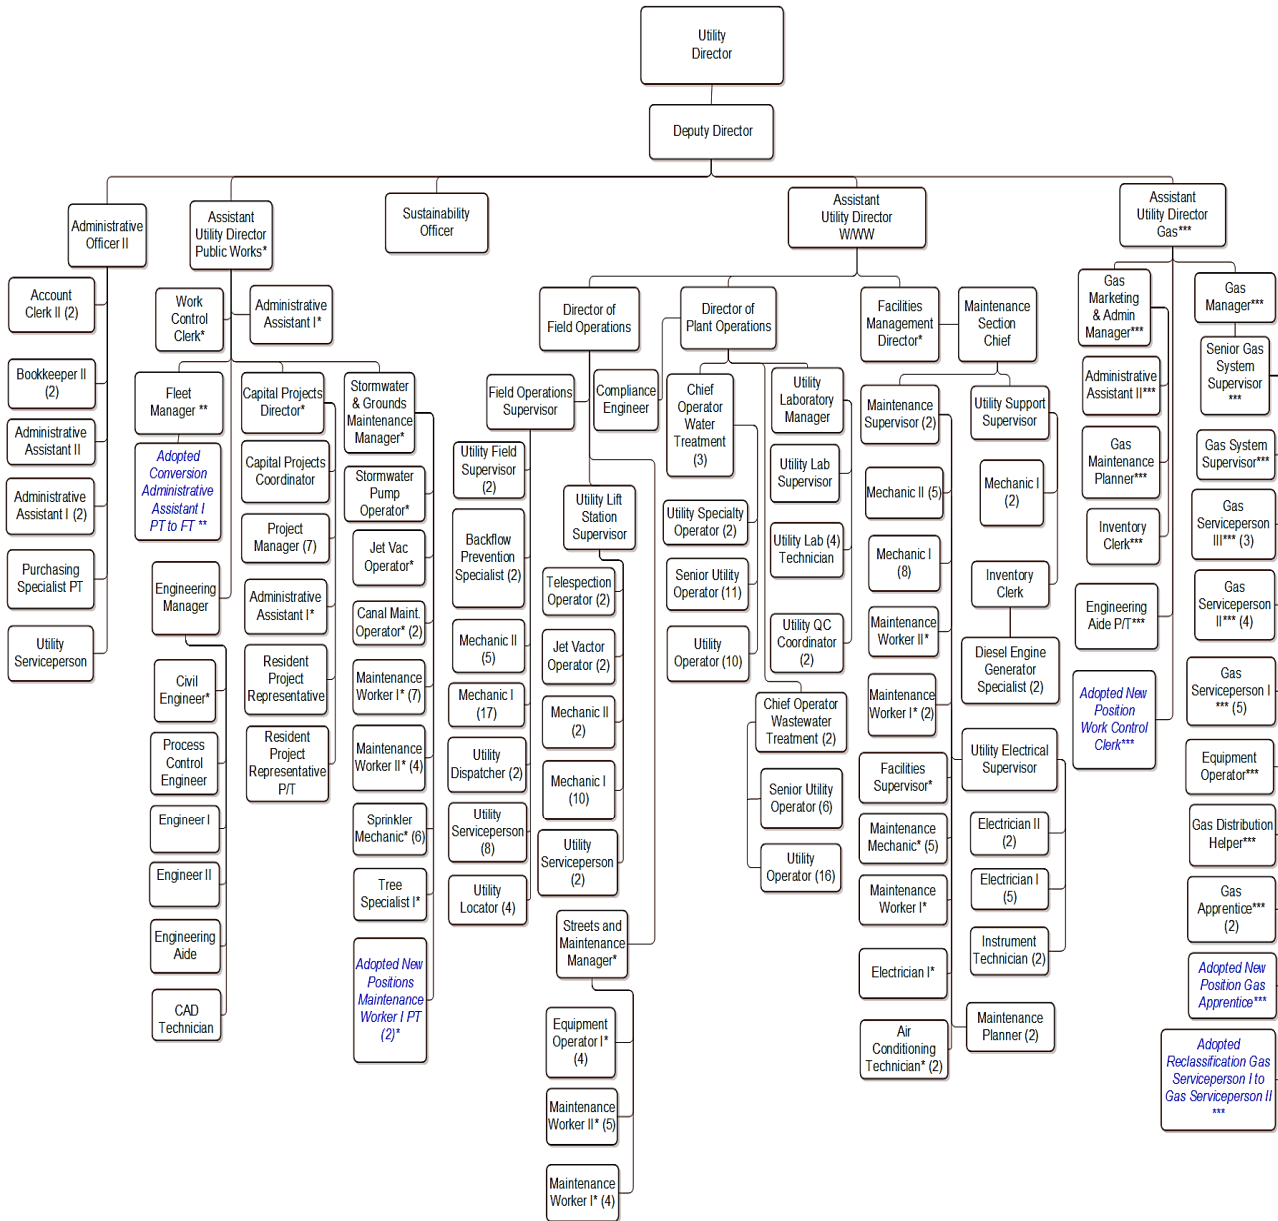 Utility
Director
Deputy Director
Administrative
Officer II
Account
Clerk II (2)
Bookkeeper II
(2)
Administrative
Assistant II
Administrative
Assistant I (2)
Purchasing
Specialist PT
Utility
Serviceperson
Assistant
Utility Director
Public Works*
Work
Control
Clerk*
Administrative
Assistant I*
Fleet
Manager **
Adopted
Conversion
Administrative
Assistant I
PT to FT **
Engineering
Manager
Civil
Engineer*
Process
Control
Engineer
Engineer I
Engineer II
Engineering
Aide
CAD
Technician
Capital Projects
Director*
Capital Projects
Coordinator
Project
Manager (7)
Administrative
Assistant I*
Resident
Project
Representative
Resident
Project
Representative
P/T
Stormwater
& Grounds
Maintenance
Manager*
Stormwater
Pump
Operator*
Jet Vac
Operator*
Canal Maint.
Operator* (2)
Maintenance
Worker I* (7)
Maintenance
Worker II* (4)
Sprinkler
Mechanic* (6)
Tree
Specialist I*
Adopted New
Positions
Maintenance
Worker I PT
(2)*
Sustainability
Officer
Assistant
Utility Director
W/WW
Director of
Field Operations
Field Operations
Supervisor
Utility Field
Supervisor
(2)
Backflow
Prevention
Specialist (2)
Mechanic II
(5)
Mechanic I
(17)
Utility
Dispatcher (2)
Utility
Serviceperson
(8)
Utility
Locator (4)
Utility Lift
Station
Supervisor
Telespection
Operator (2)
Jet Vactor
Operator (2)
Mechanic II
(2)
Mechanic I
(10)
Utility
Serviceperson
(2)
Streets and
Maintenance
Manager*
Equipment
Operator I*
(4)
Maintenance
Worker II* (5)
Maintenance
Worker I* (4)
Director of
Plant Operations
Compliance
Engineer
Chief
Operator
Water
Treatment
(3)
Utility Specialty
Operator (2)
Senior Utility
Operator (11)
Utility
Operator (10)
Utility
Laboratory
Manager
Utility Lab
Supervisor
Utility Lab (4)
Technician
Utility QC
Coordinator
(2)
Chief Operator
Wastewater
Treatment (2)
Senior Utility
Operator (6)
Utility
Operator (16)
Facilities
Management
Director*
Maintenance
Section
Chief
Maintenance
Supervisor (2)
Mechanic II (5)
Mechanic I
(8)
Maintenance
Worker II*
Maintenance
Worker I* (2)
Facilities
Supervisor*
Maintenance
Mechanic* (5)
Maintenance
Worker I*
Electrician I*
Air
Conditioning
Technician* (2)
Utility Support
Supervisor
Mechanic I
(2)
Inventory
Clerk
Diesel Engine
Generator
Specialist (2)
Utility Electrical
Supervisor
Electrician II
(2)
Electrician I
(5)
Instrument
Technician (2)
Maintenance
Planner (2)
Assistant
Utility Director
Gas***
Gas
Marketing
& Admin
Manager***
Administrative
Assistant II***
Gas
Maintenance
Planner***
Inventory
Clerk***
Engineering
Aide P/T***
Adopted New
Position
Work Control
Clerk***
Gas
Manager***
Senior Gas
System
Supervisor
***
Gas System
Supervisor***
Gas
Serviceperson
III*** (3)
Gas
Serviceperson
II*** (4)
Gas
Serviceperson I
*** (5)
Equipment
Operator***
Gas Distribution
Helper***
Gas
Apprentice***
(2)
Adopted New
Position Gas
Apprentice***
Adopted
Reclassification Gas
Serviceperson I to
Gas Serviceperson II
***